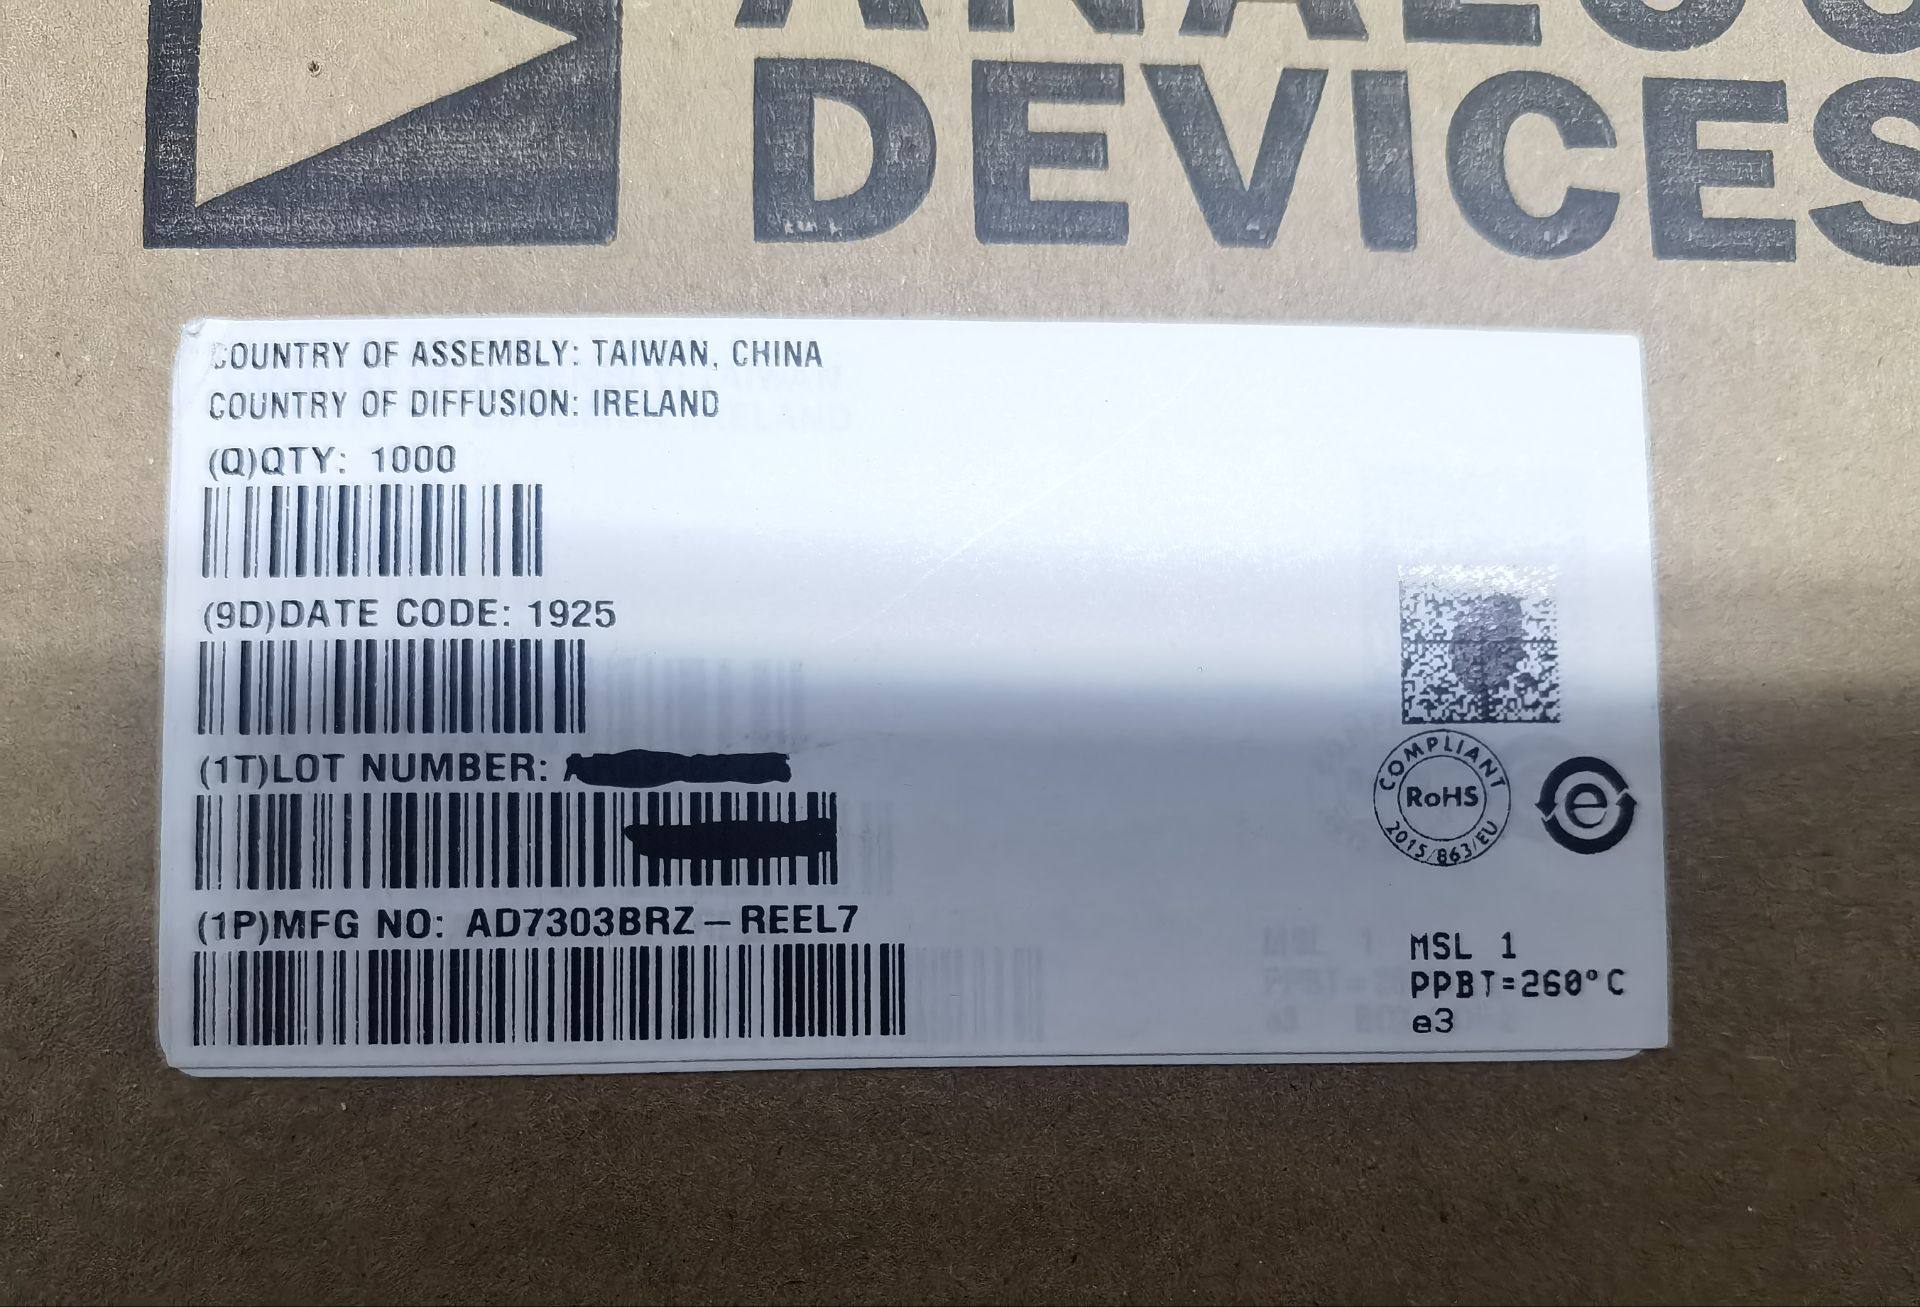 ANALOG
DEVICES
COUNTRY OF ASSEMBLY: TAIWAN, CHINA
COUNTRY OF DIFFUSION: IRELAND
(Q)QTY: 1000
(9D)DATE CODE: 1925
(1T)LOT NUMBER:
(1P)MFG NO: AD7303BRZ-REEL7
COMPLIANT
RoHS
2015/863/EU
e
MSL 1
PPBT=260°C
e3